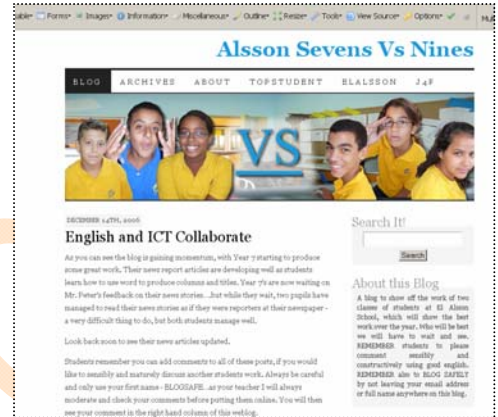 able Forms Images Information Miscellaneous Outline Resize Tools View Source Options
Alsson Sevens Vs Nines
BLOG ARCHIVES ABOUT TOPSTUDENT ELALSSON J4F
VS
DECEMBER 14TH, 2006
English and ICT Collaborate
As you can see the blog is gaining momentum, with Year 7 starting to produce
some great work. Their news report articles are developing well as students
learn how to use word to produce columns and titles. Year 7's are now waiting on
Mr. Peter's feedback on their news stories...but while they wait, two pupils have
managed to read their news stories as if they were reporters at their newspaper -
a very difficult thing to do, but both students manage well.
Look back soon to see their news articles updated.
Students remember you can add comments to all of these posts, if you would
like to sensibly and maturely discuss another students work. Always be careful
and only use your first name - BLOGSAFE. as your teacher I will always
moderate and check your comments before putting them online. You will then
see your comment in the right hand column of this weblog.
Search It!
Search
About this Blog
A blog to show off the work of two
classes of students at El Alsson
School, which will show the best
work over the year. Who will be best
we will have to wait and see.
REMEMBER students to please
comment sensibly and
constructively using good english.
REMEMBER also to BLOG SAFELY
by not leaving your email address
or full name anywhere on this blog.